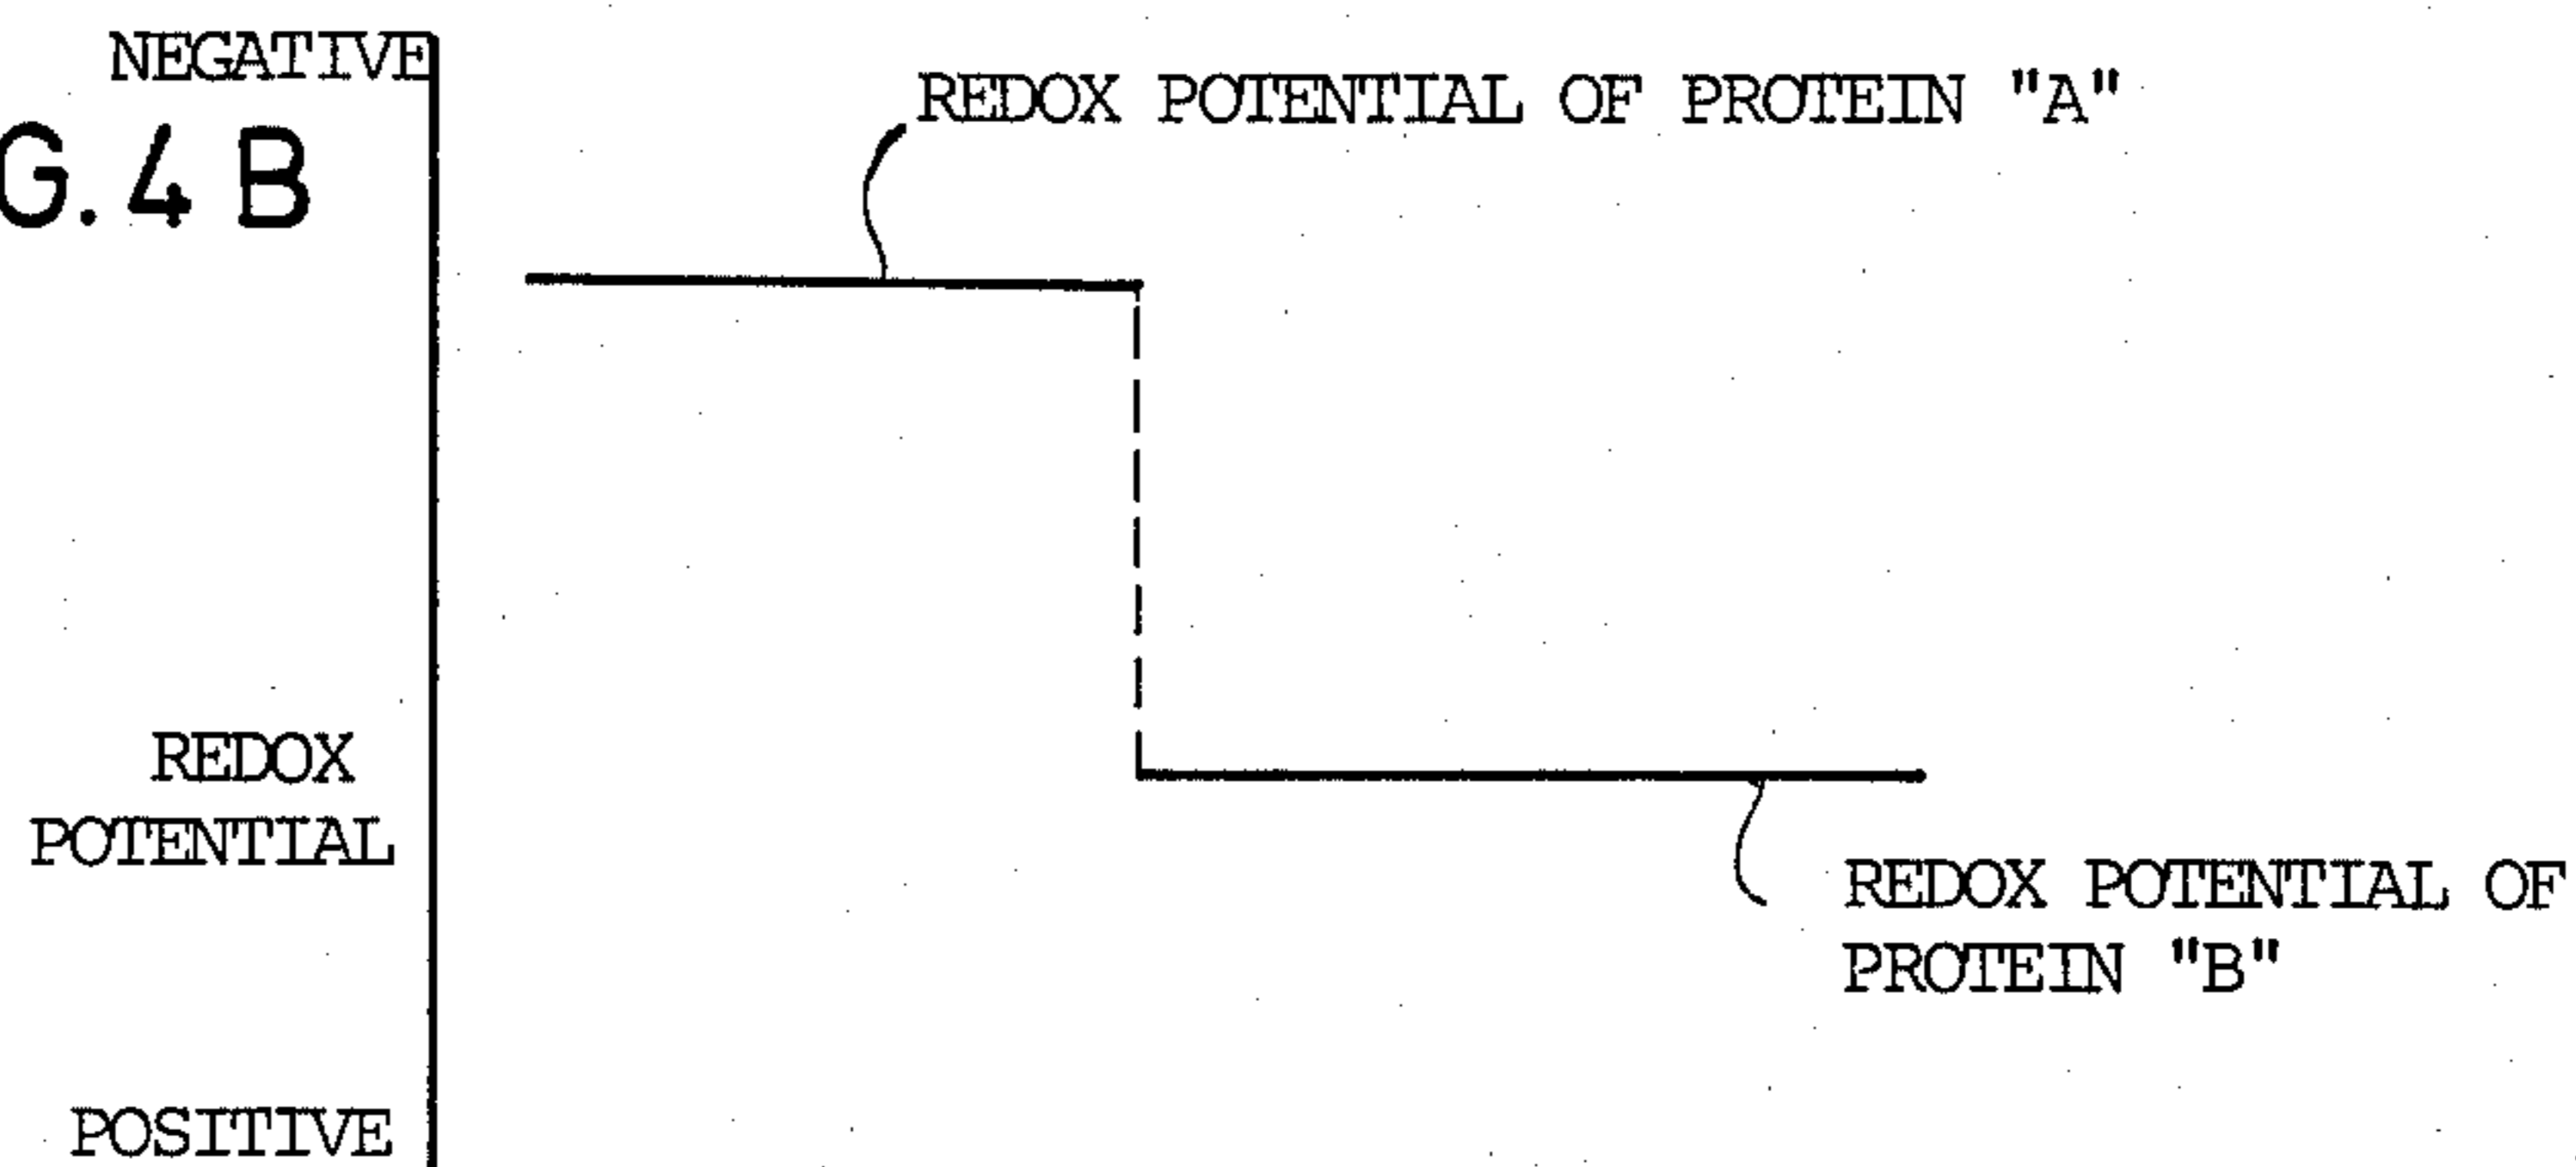 NEGATIVE
REDOX POTENTIAL OF PROTEIN "A"
G. 4 B
REDOX
POTENTIAL
REDOX POTENTIAL OF
PROTEIN "B"
POSITIVE